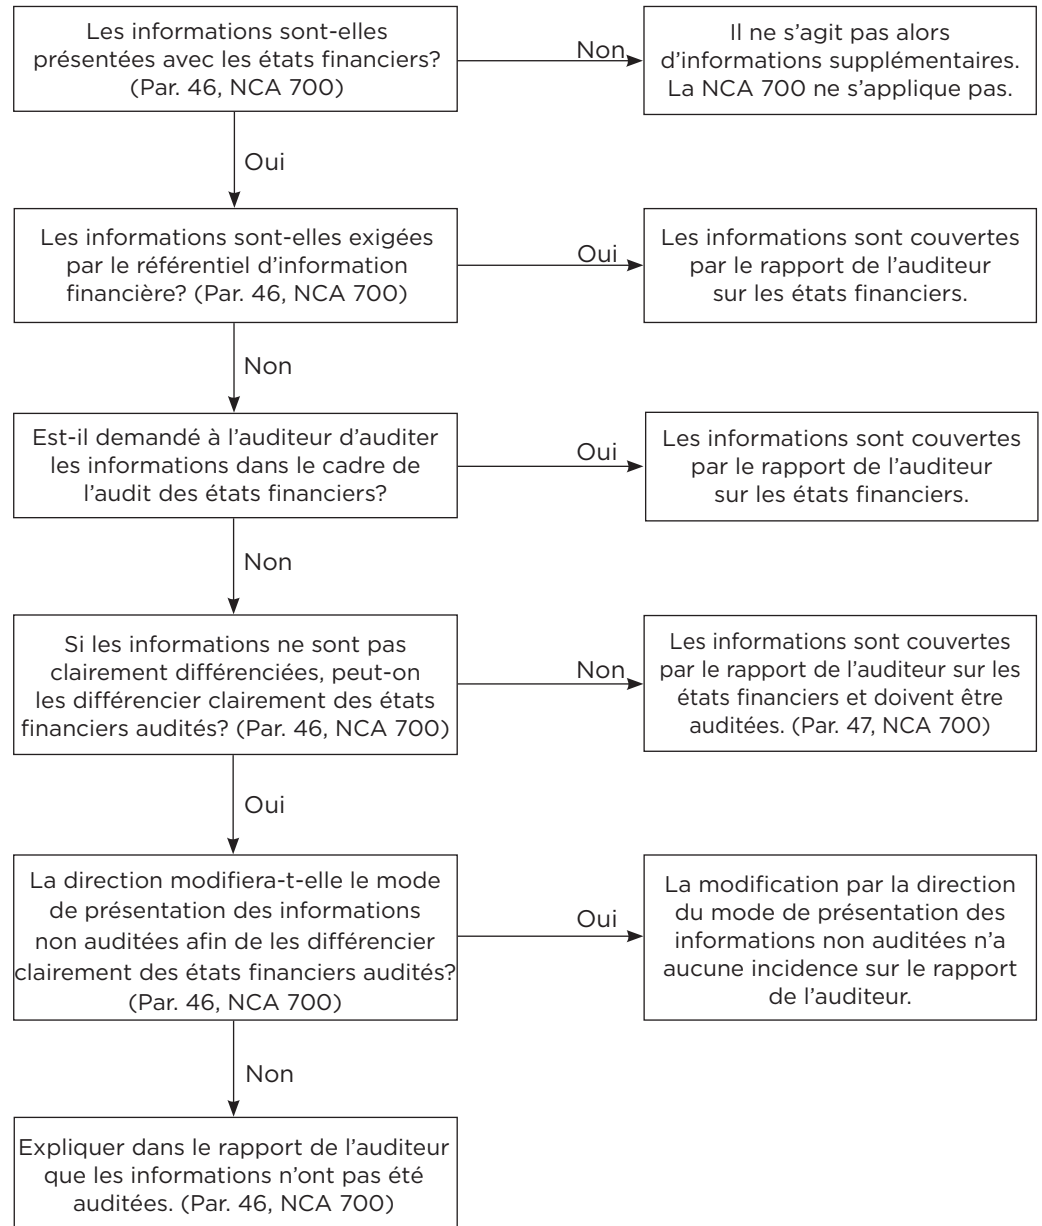 Les informations sont-elles
présentées avec les états financiers?
(Par. 46, NCA 700)
Non
Il ne s’agit pas alors
d’informations supplémentaires.
La NCA 700 ne s’applique pas.
Oui
Les informations sont-elles exigées
par le référentiel d’information
financière? (Par. 46, NCA 700)
Oui
Les informations sont couvertes
par le rapport de l’auditeur
sur les états financiers.
Non
Est-il demandé à l’auditeur d’auditer
les informations dans le cadre de
l’audit des états financiers?
Oui
Les informations sont couvertes
par le rapport de l’auditeur
sur les états financiers.
Non
Si les informations ne sont pas
clairement différenciées, peut-on
les différencier clairement des états
financiers audités? (Par. 46, NCA 700)
Non
Les informations sont couvertes
par le rapport de l’auditeur sur les
états financiers et doivent être
auditées. (Par. 47, NCA 700)
Oui
La direction modifiera-t-elle le mode
de présentation des informations
non auditées afin de les différencier
clairement des états financiers audités?
(Par. 46, NCA 700)
Oui
La modification par la direction
du mode de présentation des
informations non auditées n’a
aucune incidence sur le rapport
de l’auditeur.
Non
Expliquer dans le rapport de l’auditeur
que les informations n’ont pas été
auditées. (Par. 46, NCA 700)